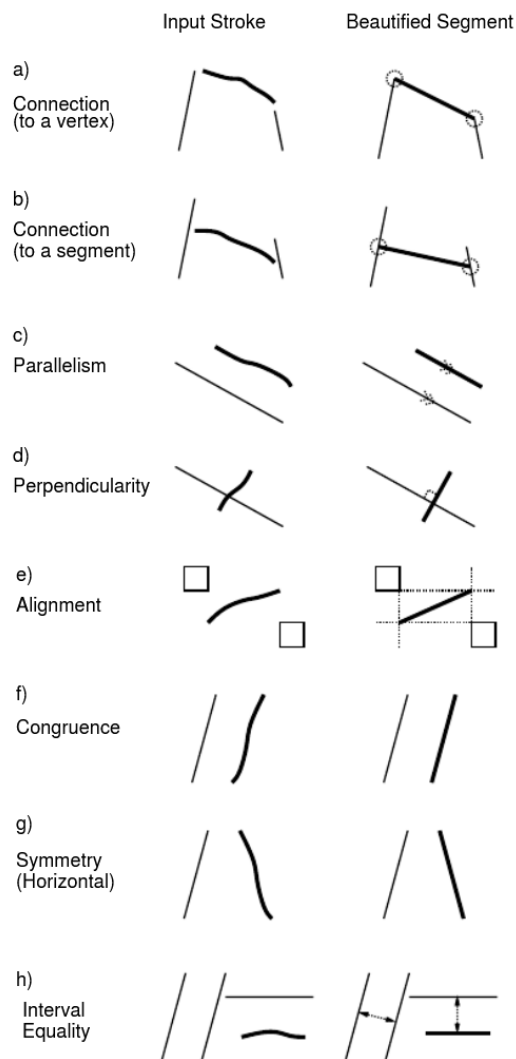 Input Stroke Beautified Segment
a)
Connection
(to a vertex)
b)
Connection
(to a segment)
c)
Parallelism
d)
Perpendicularity
e)
Alignment
f)
Congruence
g)
Symmetry
(Horizontal)
h)
Interval
Equality